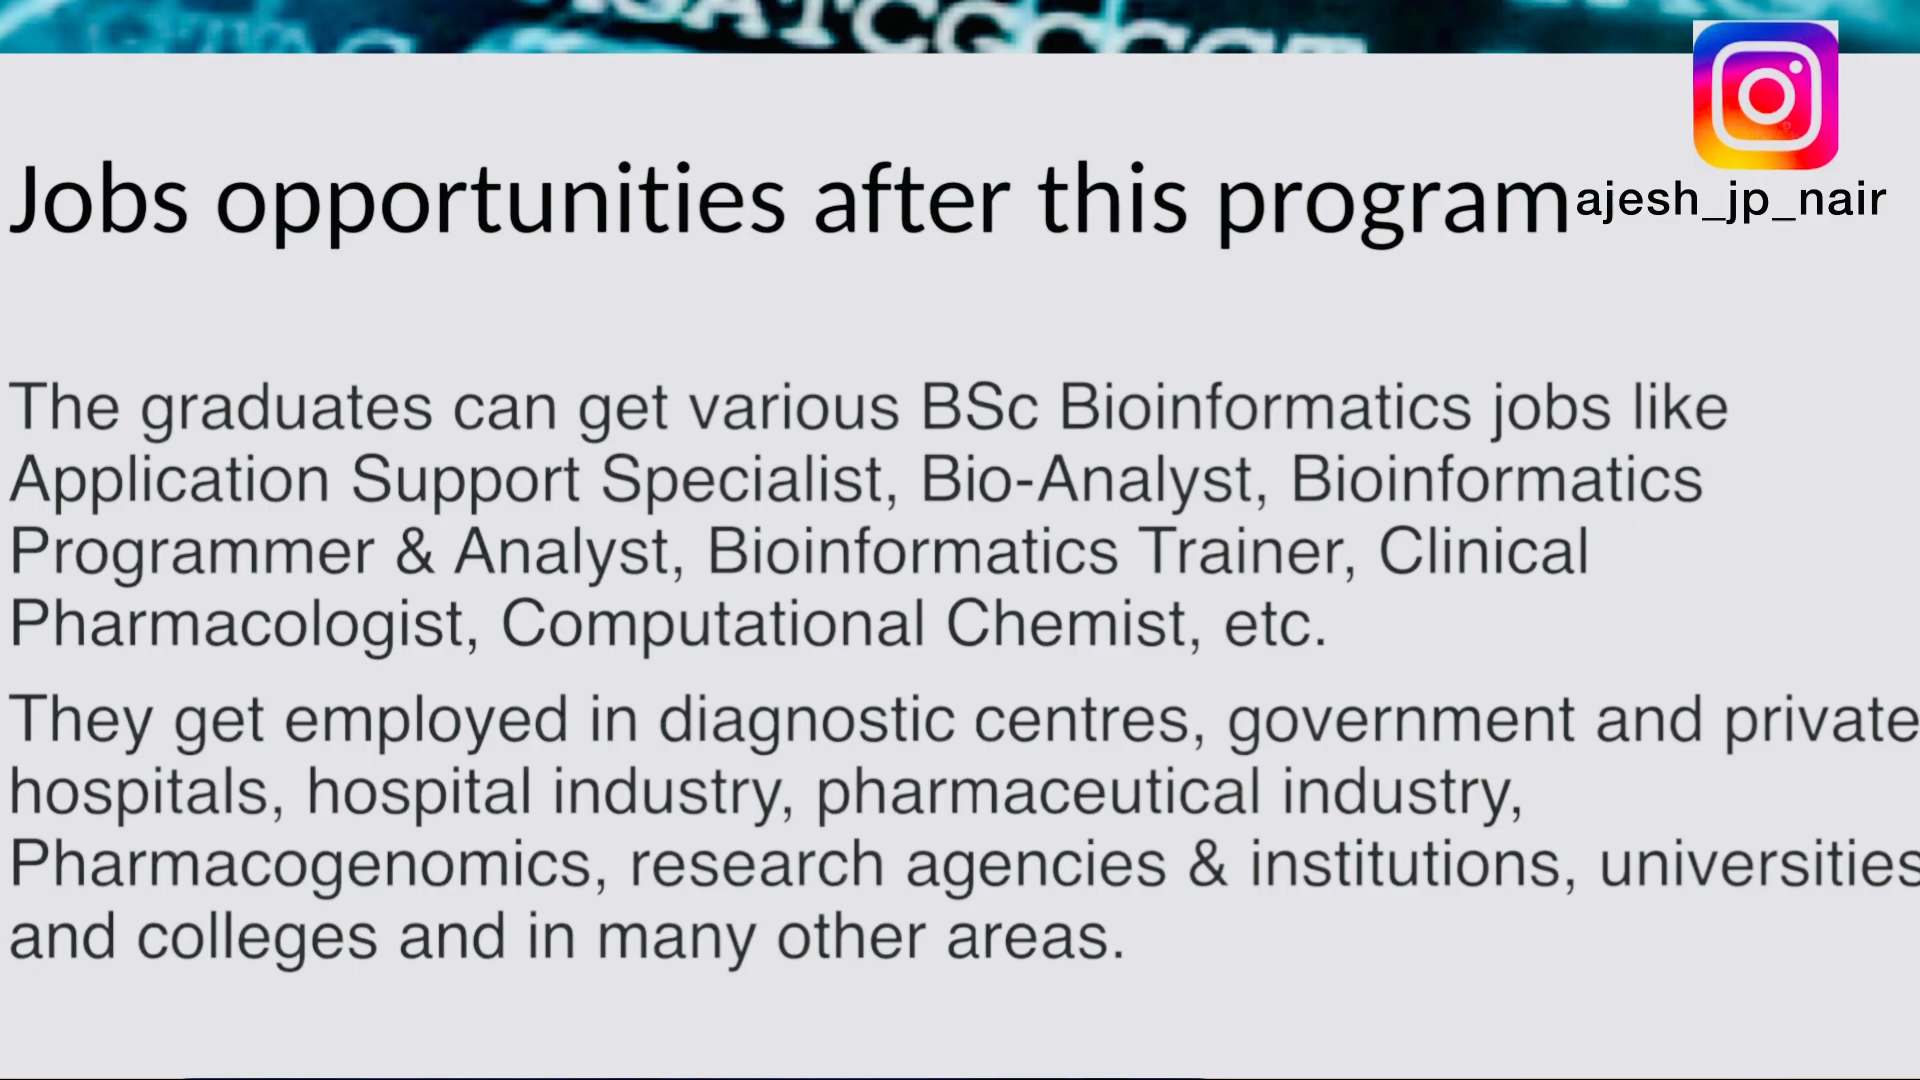 ATCGCCCGT
Jobs opportunities after this program
ajesh_jp_nair
The graduates can get various BSc Bioinformatics jobs like
Application Support Specialist, Bio-Analyst, Bioinformatics
Programmer & Analyst, Bioinformatics Trainer, Clinical
Pharmacologist, Computational Chemist, etc.
They get employed in diagnostic centres, government and private
hospitals, hospital industry, pharmaceutical industry,
Pharmacogenomics, research agencies & institutions, universities
and colleges and in many other areas.